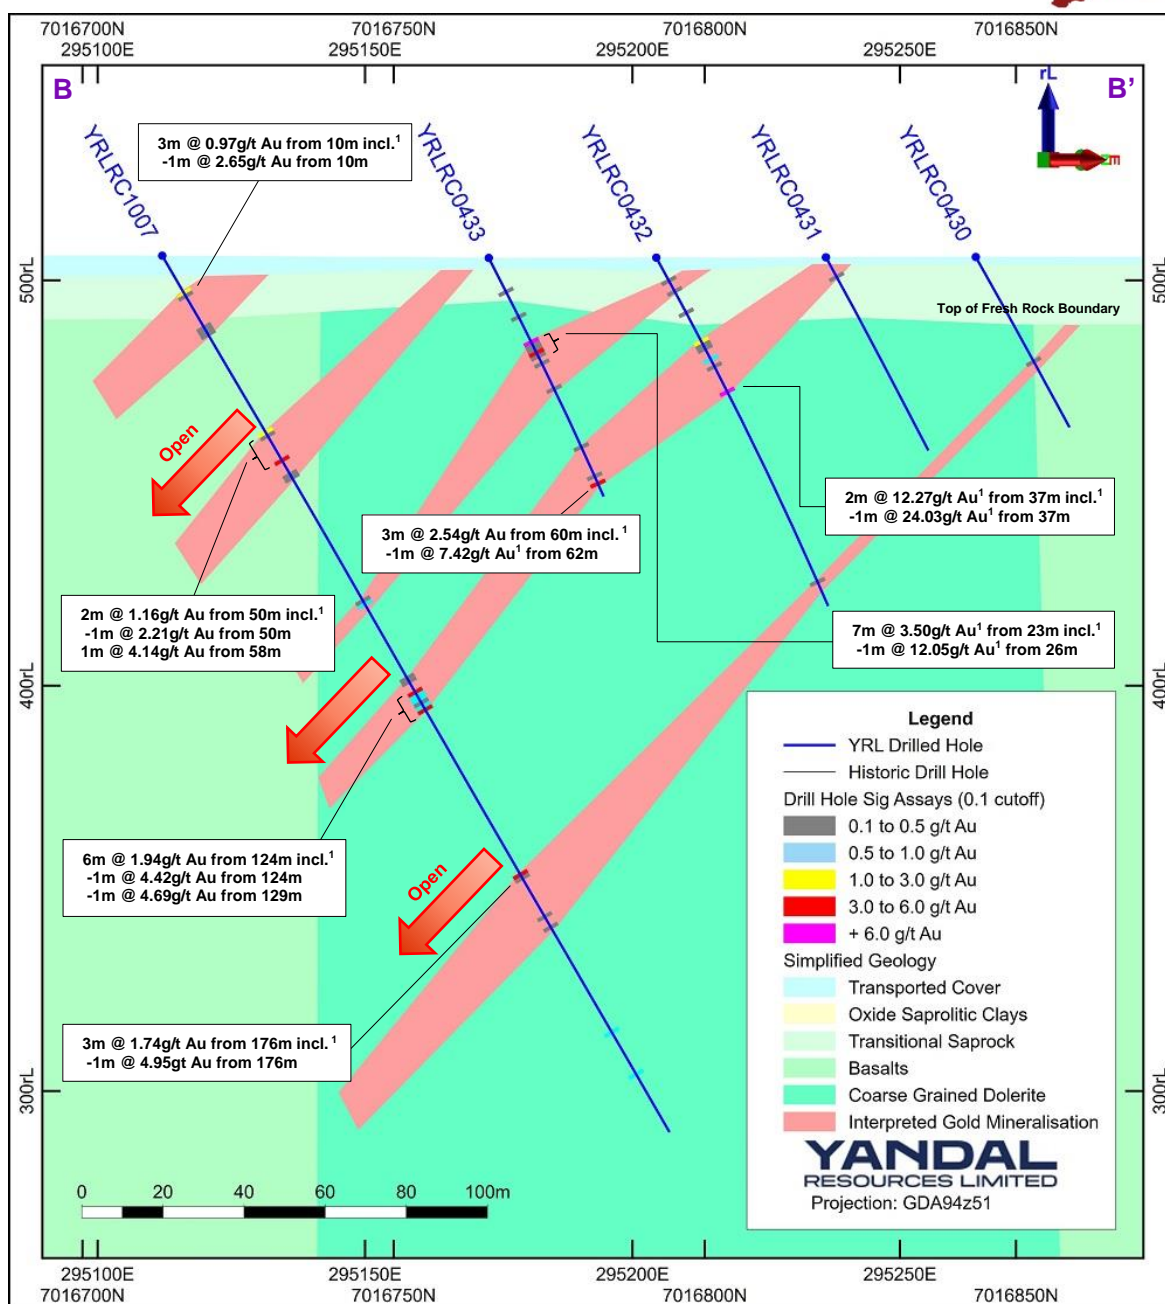 7016700N 7016750N 7016800N 7016850N
295100E 295150E 295200E 295250E
B
B’
rL
E
YRLRC1007
YRLRC0433
YRLRC0432
YRLRC0431
YRLRC0430
3m @ 0.97g/t Au from 10m incl.¹
-1m @ 2.65g/t Au from 10m
500rL
500rL
Top of Fresh Rock Boundary
Open
2m @ 12.27g/t Au¹ from 37m incl.¹
-1m @ 24.03g/t Au¹ from 37m
3m @ 2.54g/t Au from 60m incl.¹
-1m @ 7.42g/t Au¹ from 62m
2m @ 1.16g/t Au from 50m incl.¹
-1m @ 2.21g/t Au from 50m
1m @ 4.14g/t Au from 58m
7m @ 3.50g/t Au¹ from 23m incl.¹
-1m @ 12.05g/t Au¹ from 26m
400rL
400rL
6m @ 1.94g/t Au from 124m incl.¹
-1m @ 4.42g/t Au from 124m
-1m @ 4.69g/t Au from 129m
Open
3m @ 1.74g/t Au from 176m incl.¹
-1m @ 4.95gt Au from 176m
300rL
300rL
Legend
YRL Drilled Hole
Historic Drill Hole
Drill Hole Sig Assays (0.1 cutoff)
0.1 to 0.5 g/t Au
0.5 to 1.0 g/t Au
1.0 to 3.0 g/t Au
3.0 to 6.0 g/t Au
+ 6.0 g/t Au
Simplified Geology
Transported Cover
Oxide Saprolitic Clays
Transitional Saprock
Basalts
Coarse Grained Dolerite
Interpreted Gold Mineralisation
YANDAL
RESOURCES LIMITED
Projection: GDA94z51
0 20 40 60 80 100m
295100E 295150E 295200E 295250E
7016700N 7016750N 7016800N 7016850N